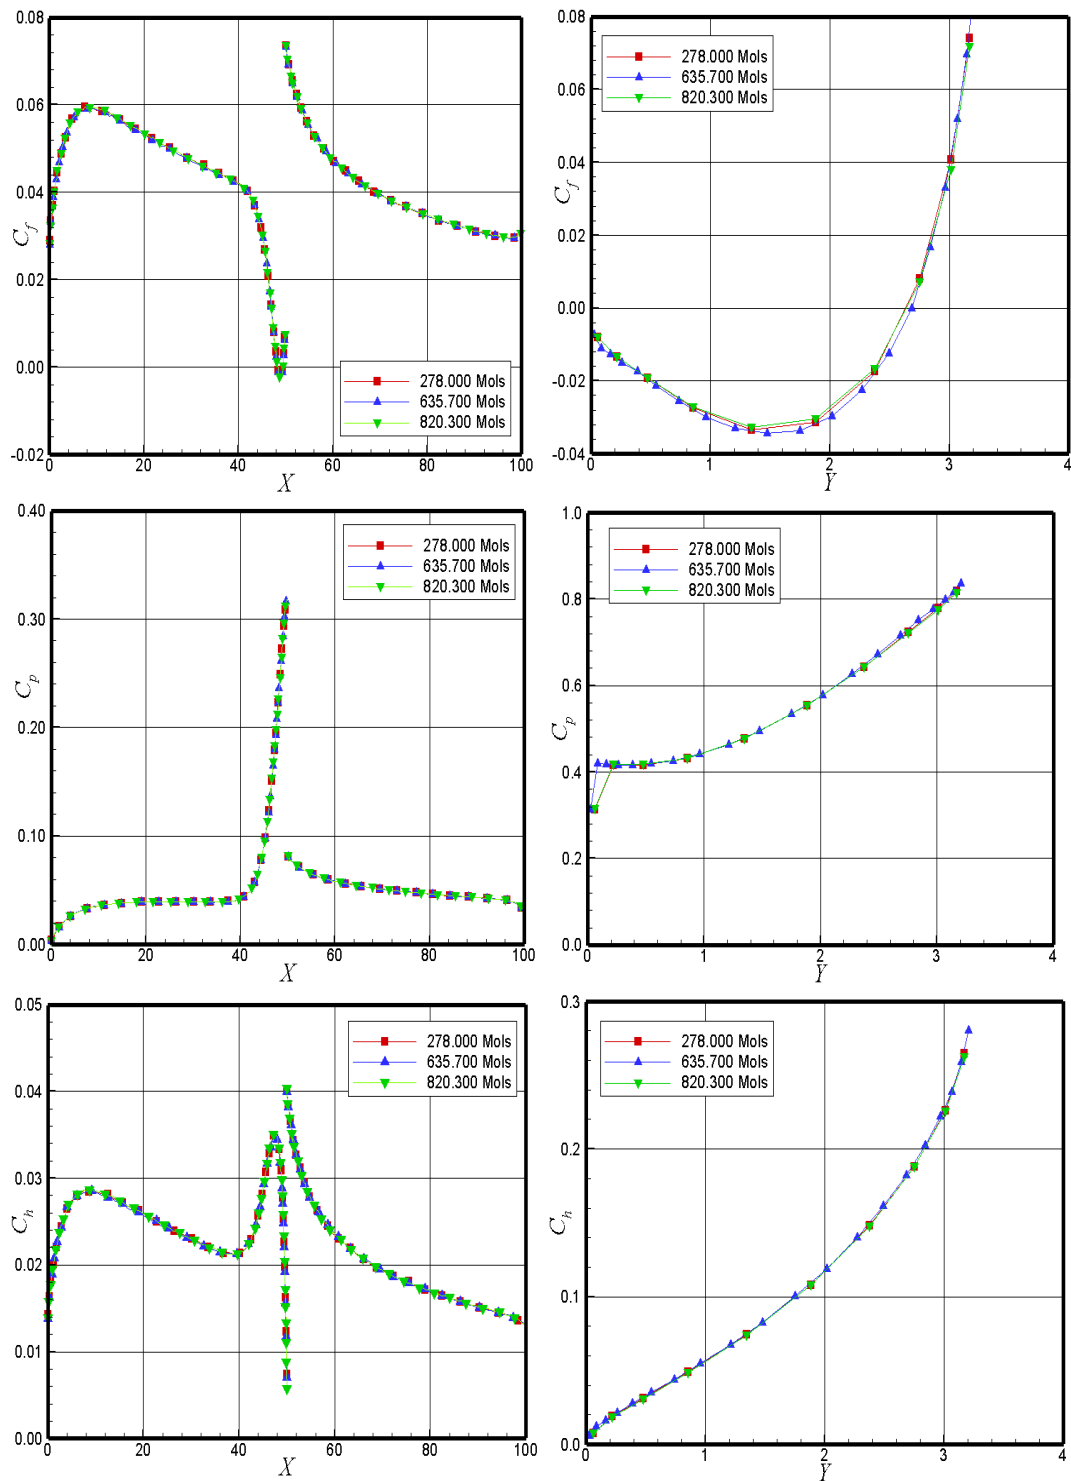 0.08
0.06
0.04
0.02
0.00
-0.02
C_f
278.000 Mols
635.700 Mols
820.300 Mols
0 20 40 60 80 100
X
0.08
0.06
0.04
0.02
0.00
-0.02
-0.04
C_f
278.000 Mols
635.700 Mols
820.300 Mols
0 1 2 3 4
Y
0.40
0.30
0.20
0.10
0.00
C_p
278.000 Mols
635.700 Mols
820.300 Mols
0 20 40 60 80 100
X
1.0
0.8
0.6
0.4
0.2
0.0
C_p
278.000 Mols
635.700 Mols
820.300 Mols
0 1 2 3 4
Y
0.05
0.04
0.03
0.02
0.01
0.00
C_h
278.000 Mols
635.700 Mols
820.300 Mols
0 20 40 60 80 100
X
0.3
0.2
0.1
0.0
C_h
278.000 Mols
635.700 Mols
820.300 Mols
0 1 2 3 4
Y